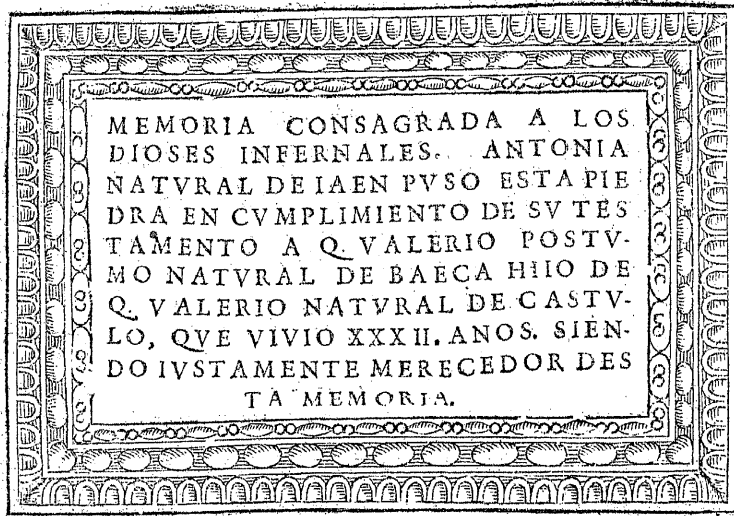 MEMORIA CONSAGRADA A LOS
DIOSES INFERNALES. ANTONIA
NATVRAL DE IAEN PVSO ESTA PIE
DRA EN CVMPLIMIENTO DE SV TES
TAMENTO A Q. VALERIO POSTV-
MO NATVRAL DE BAECA HIIO DE
Q. VALERIO NATVRAL DE CASTV-
LO, QVE VIVIO XXXII. ANOS. SIEN-
DO IVSTAMENTE MERECEDOR DES
TA MEMORIA.